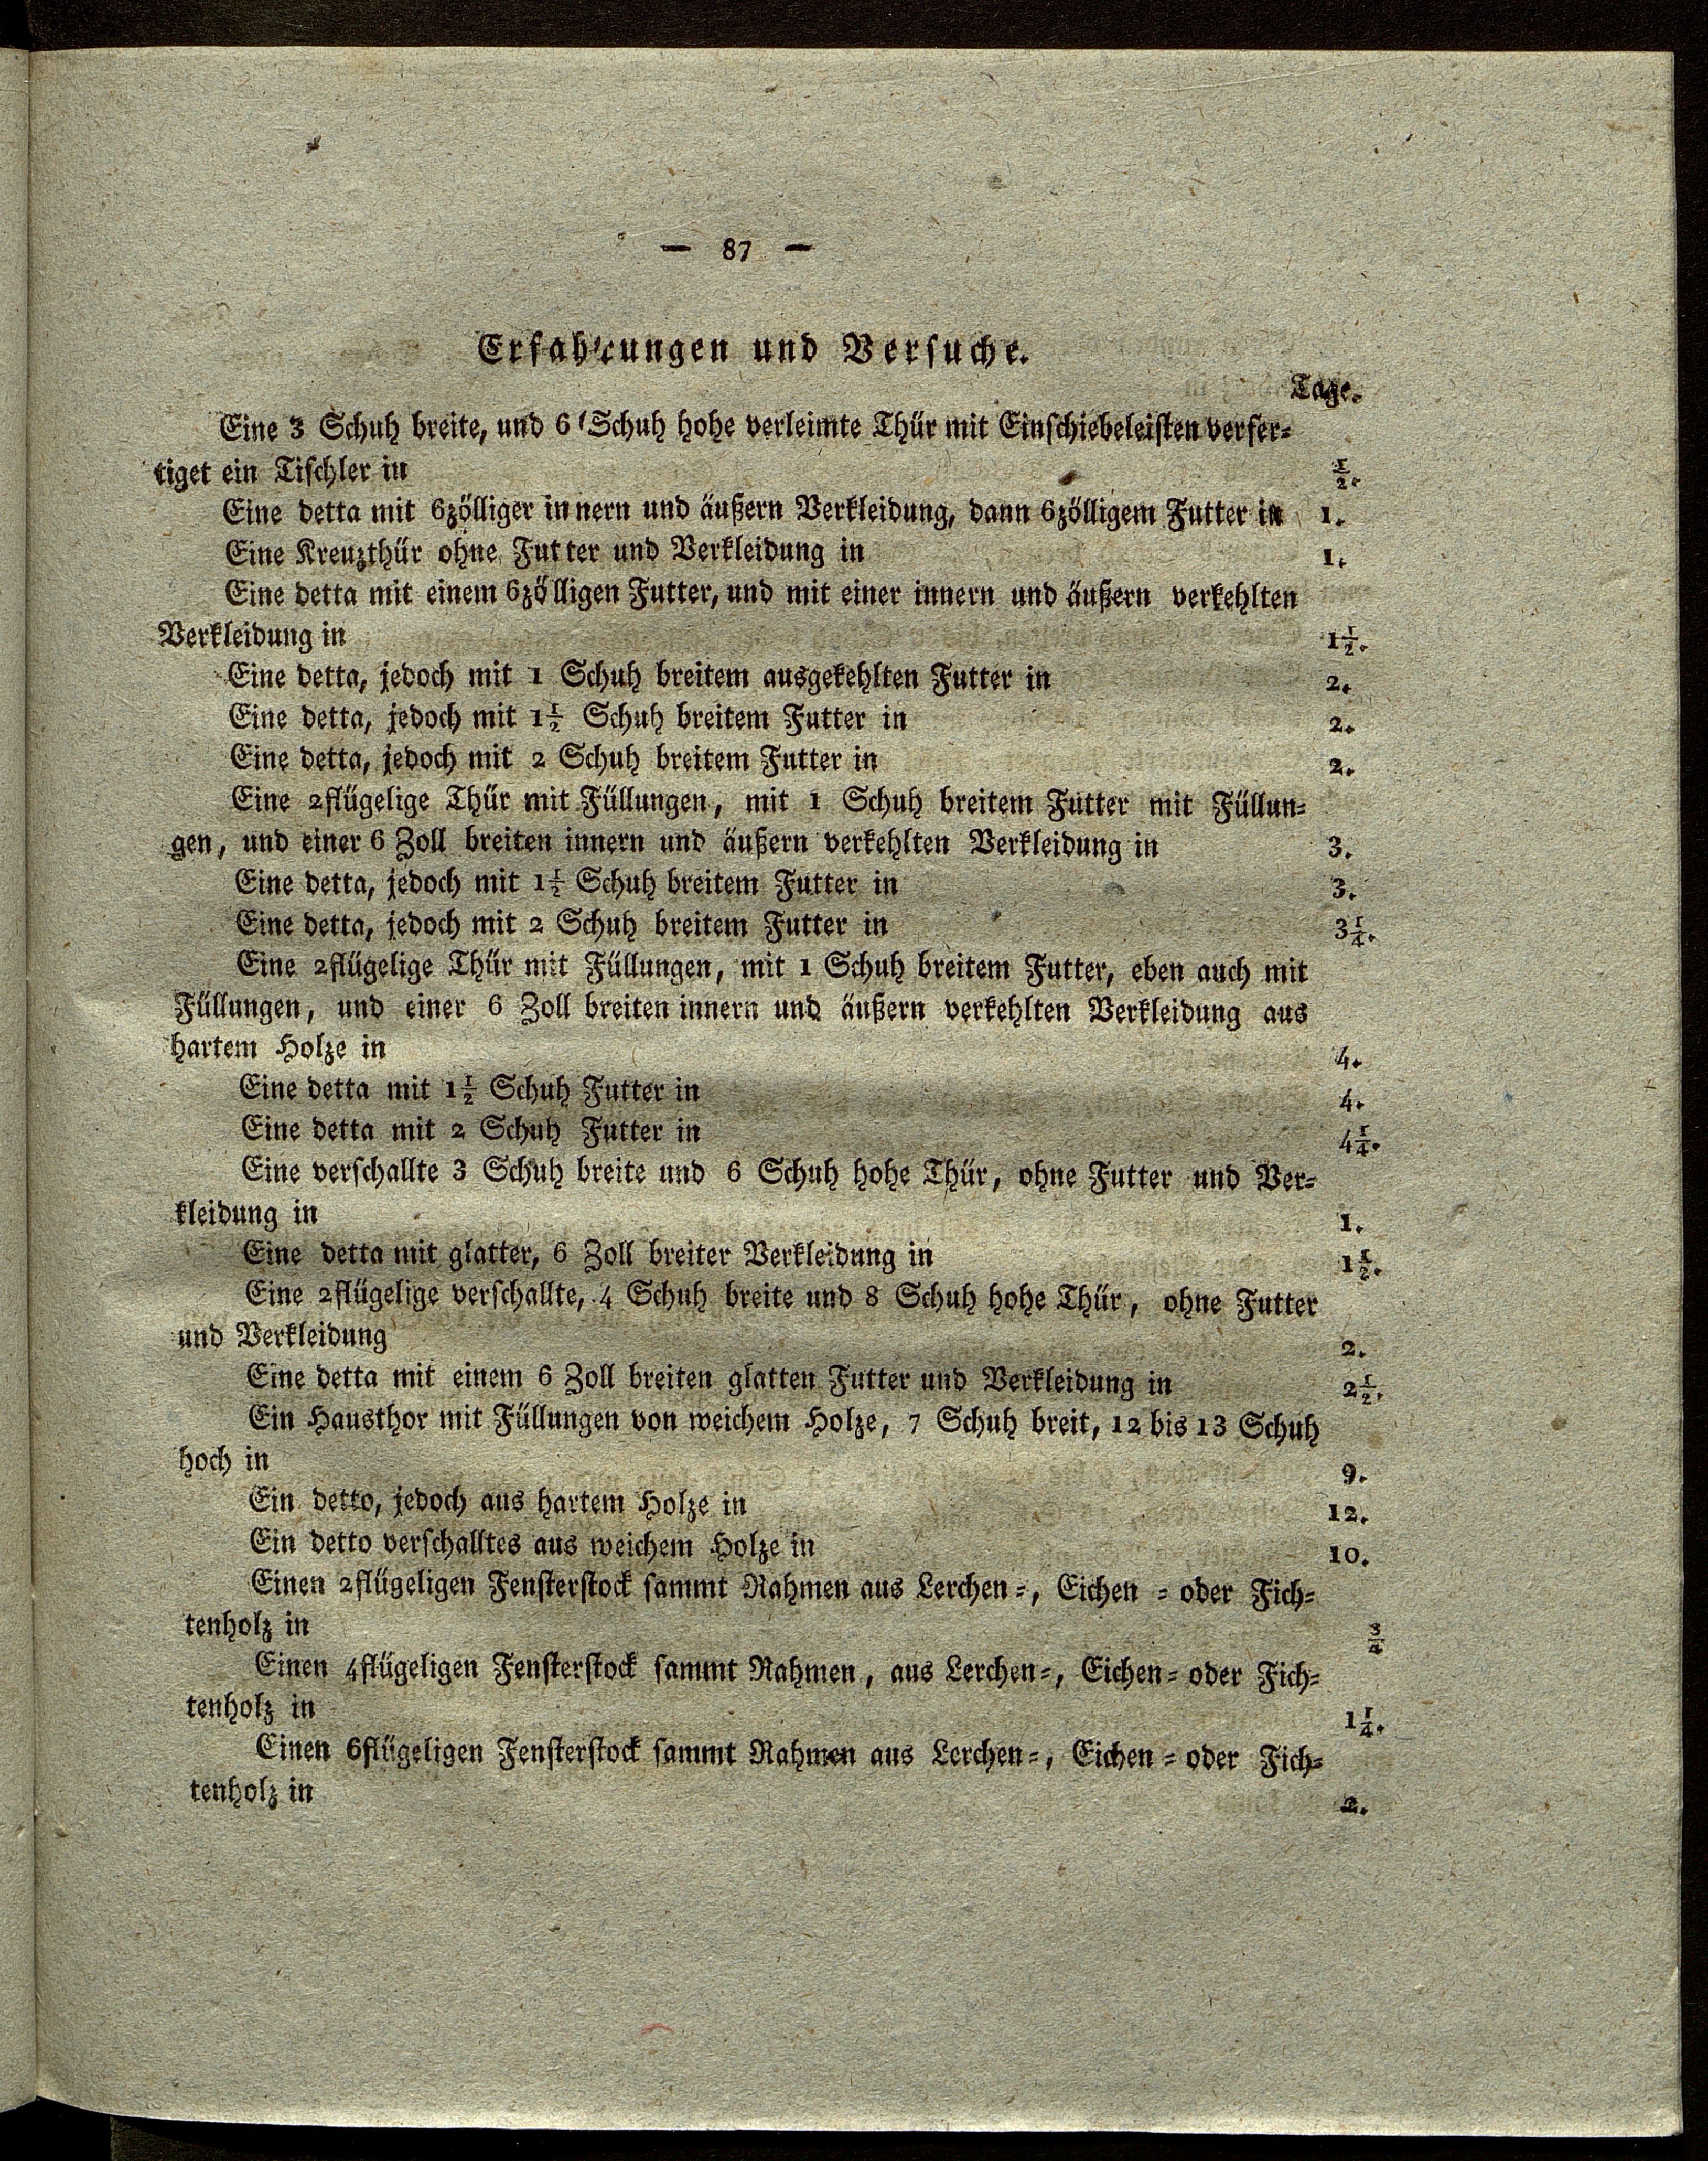 — 87 —
Erfahrungen und Versuche.
Tage.
Eine 3 Schuh breite, und 6 Schuh hohe verleimte Thür mit Einschiebeleisten verfer=
tiget ein Tischler in ½.
Eine detta mit 6zölliger innern und äußern Verkleidung, dann 6zölligem Futter in 1.
Eine Kreuzthür ohne Futter und Verkleidung in 1.
Eine detta mit einem 6zölligen Futter, und mit einer innern und äußern verkehlten
Verkleidung in 1½.
Eine detta, jedoch mit 1 Schuh breitem ausgekehlten Futter in 2.
Eine detta, jedoch mit 1½ Schuh breitem Futter in 2.
Eine detta, jedoch mit 2 Schuh breitem Futter in 2.
Eine 2flügelige Thür mit Füllungen, mit 1 Schuh breitem Futter mit Füllun=
gen, und einer 6 Zoll breiten innern und äußern verkehlten Verkleidung in 3.
Eine detta, jedoch mit 1½ Schuh breitem Futter in 3.
Eine detta, jedoch mit 2 Schuh breitem Futter in 3¼.
Eine 2flügelige Thür mit Füllungen, mit 1 Schuh breitem Futter, eben auch mit
Füllungen, und einer 6 Zoll breiten innern und äußern verkehlten Verkleidung aus
hartem Holze in 4.
Eine detta mit 1½ Schuh Futter in 4.
Eine detta mit 2 Schuh Futter in 4¼.
Eine verschallte 3 Schuh breite und 6 Schuh hohe Thür, ohne Futter und Ver=
kleidung in 1.
Eine detta mit glatter, 6 Zoll breiter Verkleidung in 1½.
Eine 2flügelige verschallte, 4 Schuh breite und 8 Schuh hohe Thür, ohne Futter
und Verkleidung 2.
Eine detta mit einem 6 Zoll breiten glatten Futter und Verkleidung in 2½.
Ein Hausthor mit Füllungen von weichem Holze, 7 Schuh breit, 12 bis 13 Schuh
hoch in 9.
Ein detto, jedoch aus hartem Holze in 12.
Ein detto verschalltes aus weichem Holze in 10.
Einen 2flügeligen Fensterstock sammt Rahmen aus Lerchen=, Eichen = oder Fich=
tenholz in ¾
Einen 4flügeligen Fensterstock sammt Rahmen, aus Lerchen=, Eichen= oder Fich=
tenholz in 1¼.
Einen 6flügeligen Fensterstock sammt Rahmen aus Lerchen=, Eichen = oder Fich=
tenholz in 2.